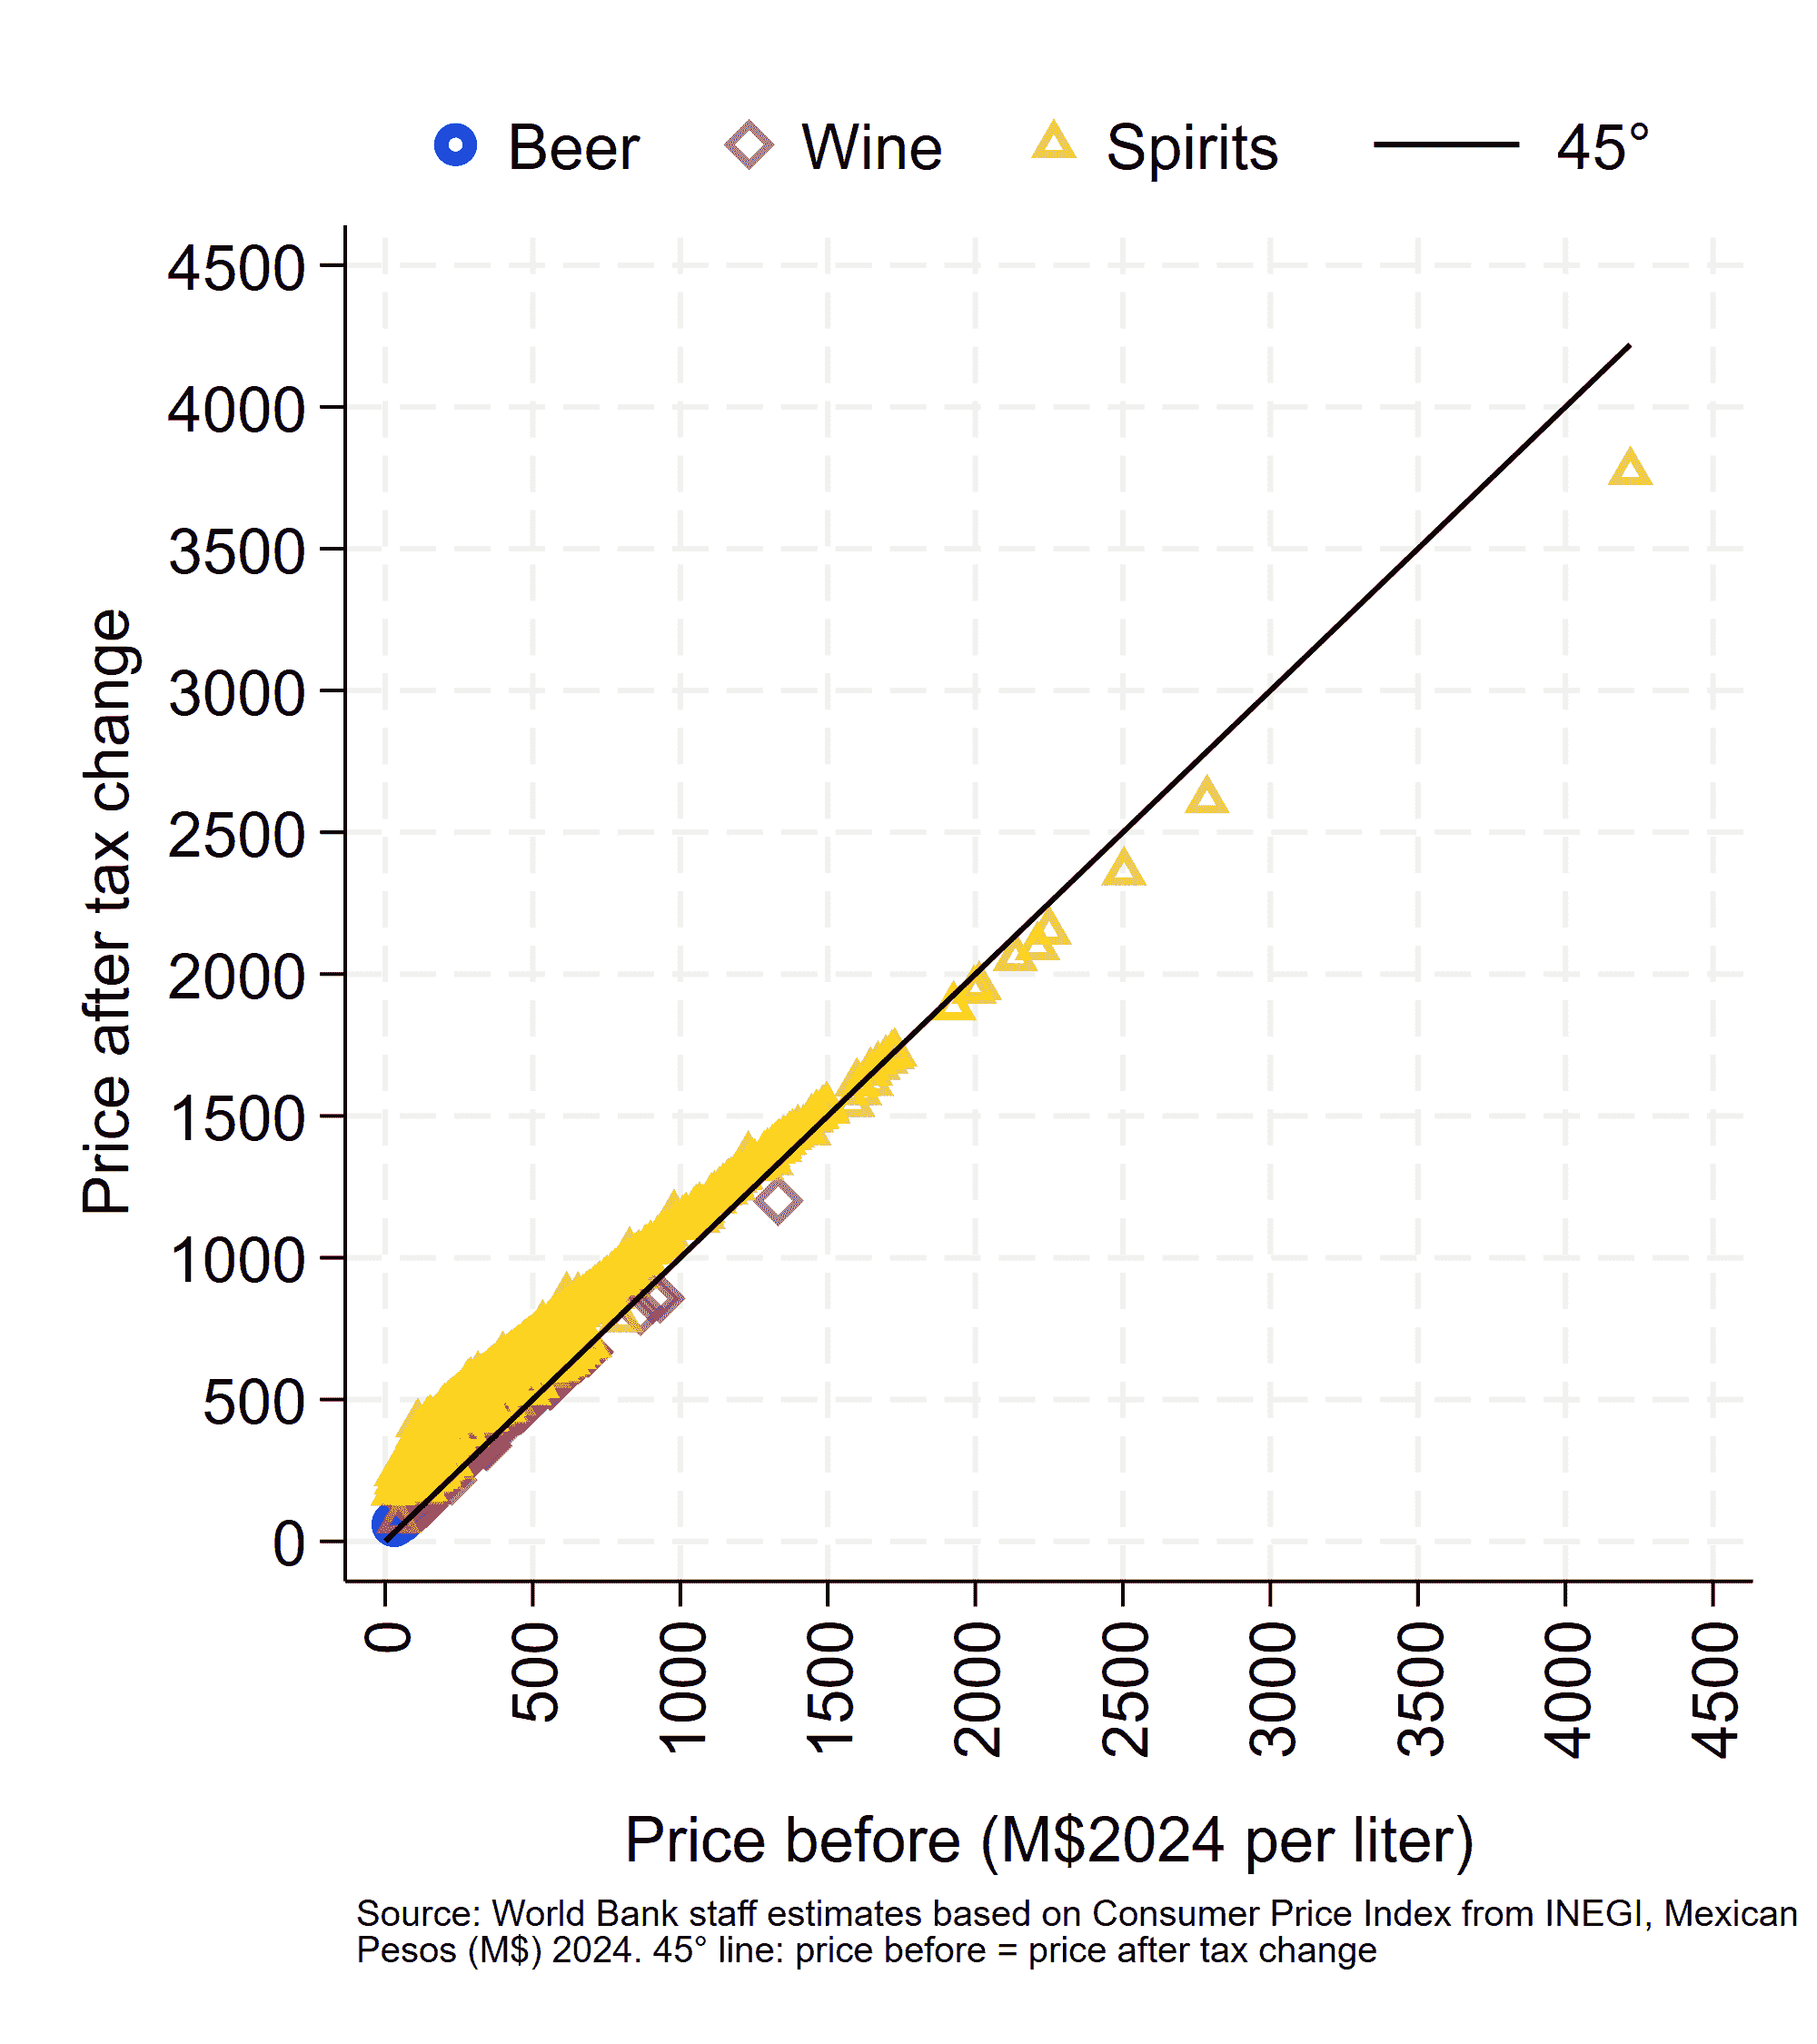 Beer Wine Spirits 45°
4500
4000
3500
3000
2500
2000
1500
1000
500
0
Price after tax change
0 500 1000 1500 2000 2500 3000 3500 4000 4500
Price before (M$2024 per liter)
Source: World Bank staff estimates based on Consumer Price Index from INEGI, Mexican
Pesos (M$) 2024. 45° line: price before = price after tax change